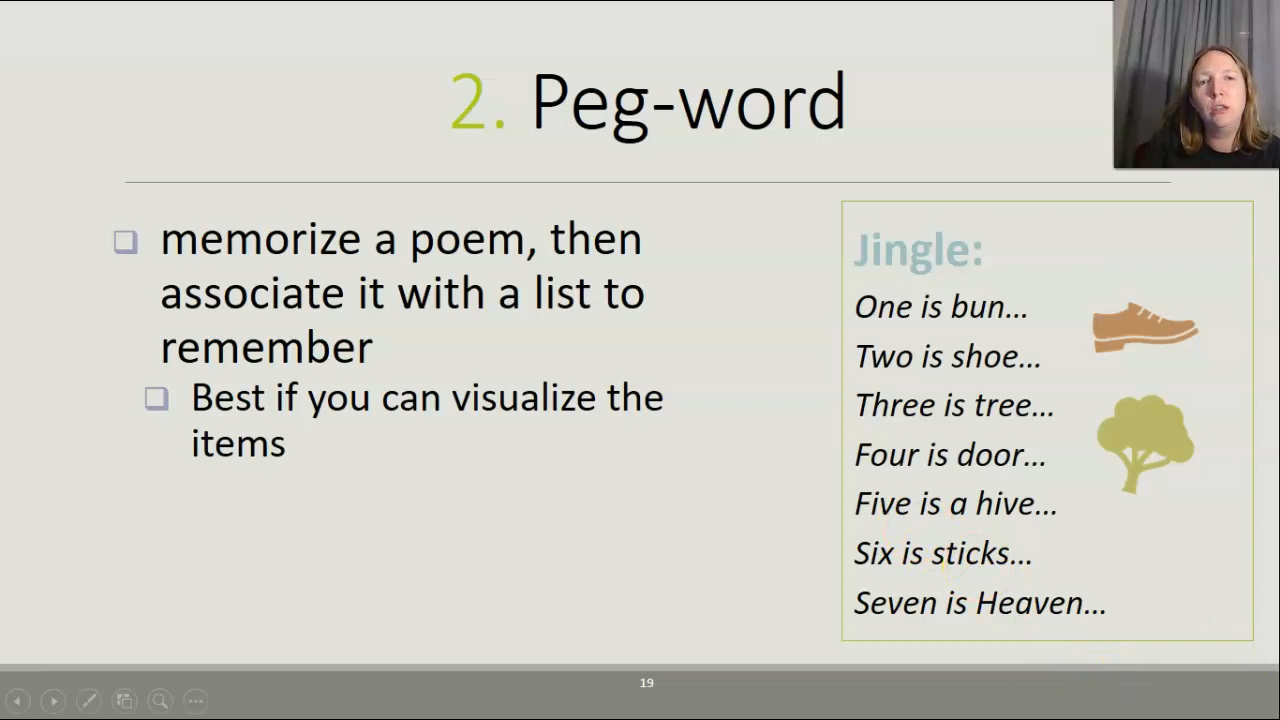 2. Peg-word
memorize a poem, then
associate it with a list to
remember
Best if you can visualize the
items
Jingle:
One is bun...
Two is shoe...
Three is tree...
Four is door...
Five is a hive...
Six is sticks...
Seven is Heaven...
19